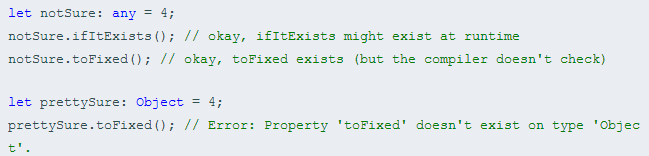 let notSure: any = 4;
notSure.ifItExists(); // okay, ifItExists might exist at runtime
notSure.toFixed(); // okay, toFixed exists (but the compiler doesn't check)
let prettySure: Object = 4;
prettySure.toFixed(); // Error: Property 'toFixed' doesn't exist on type 'Objec
t'.